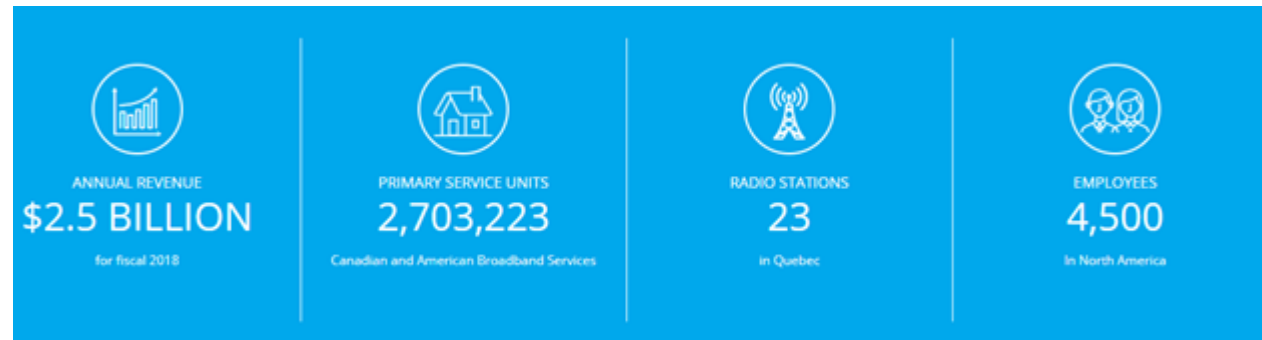 ANNUAL REVENUE
$2.5 BILLION
for fiscal 2018
PRIMARY SERVICE UNITS
2,703,223
Canadian and American Broadband Services
RADIO STATIONS
23
in Quebec
EMPLOYEES
4,500
In North America